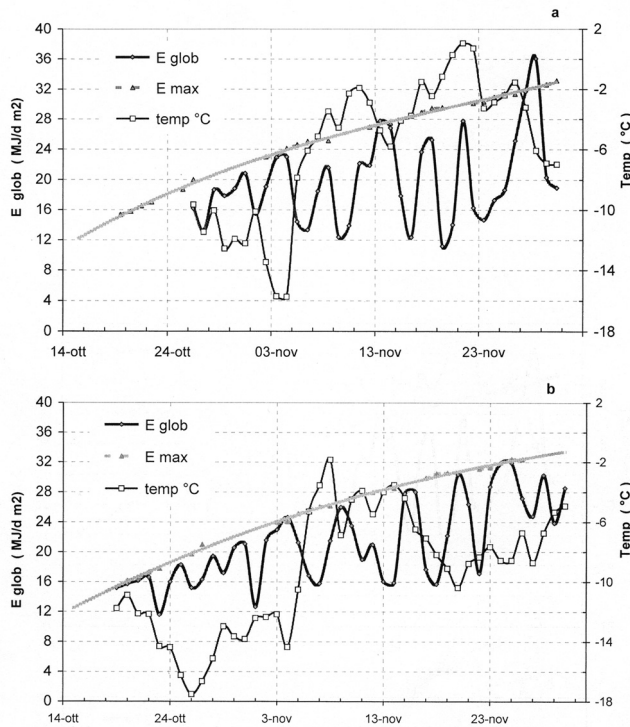 a
40
36
32
28
24
20
16
12
8
4
0
E glob ( MJ/d m2)
E glob
E max
temp °C
2
-2
-6
-10
-14
-18
Temp °C
14-ott 24-ott 03-nov 13-nov 23-nov
b
40
36
32
28
24
20
16
12
8
4
0
E glob (MJ/d m2)
E glob
E max
temp °C
2
-2
-6
-10
-14
-18
Temp °C
14-ott 24-ott 3-nov 13-nov 23-nov